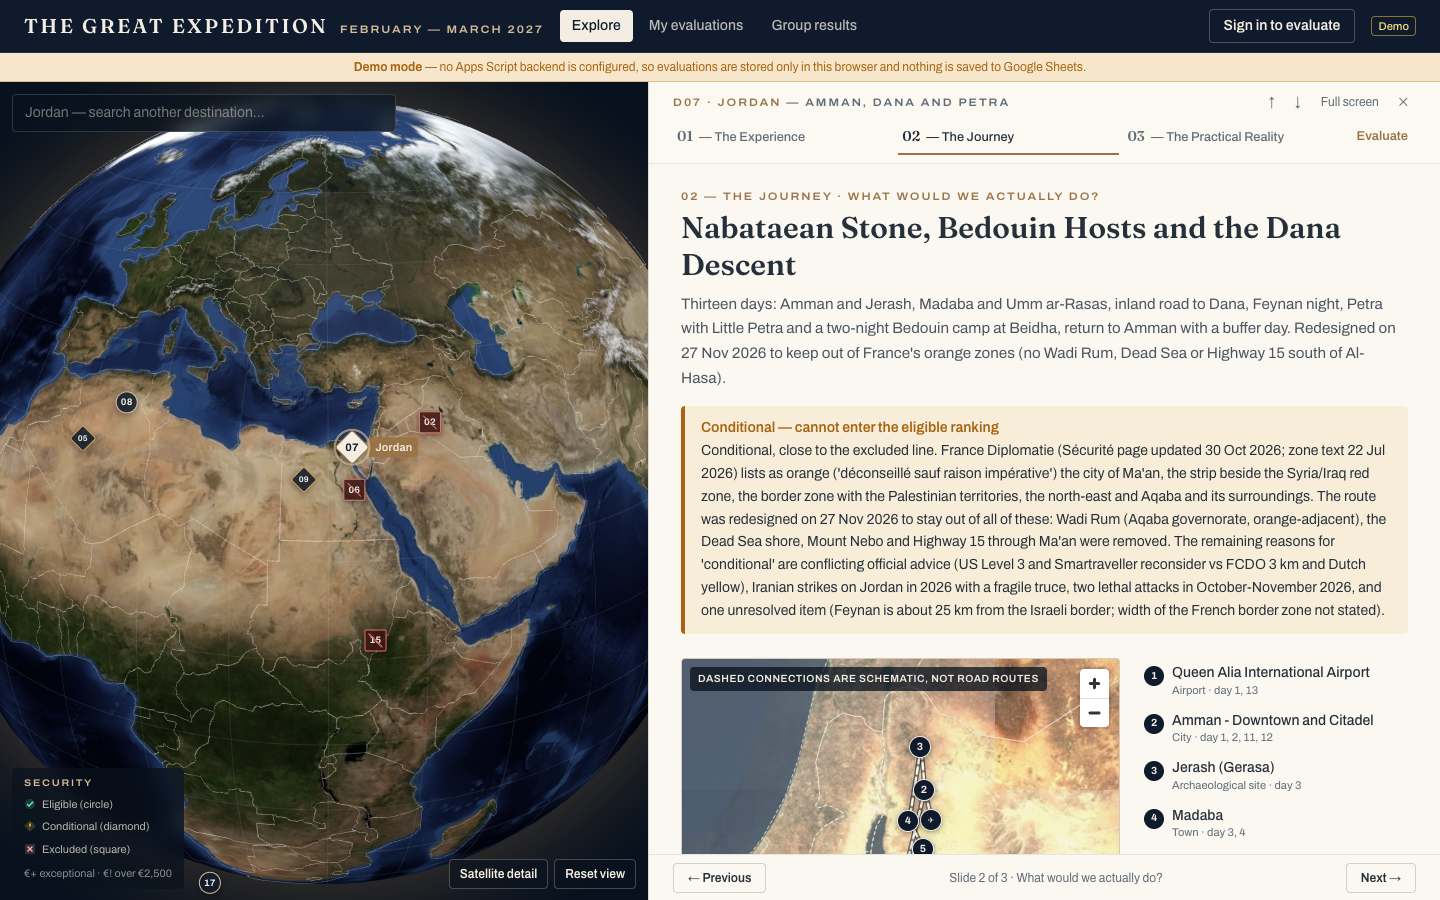 THE GREAT EXPEDITION FEBRUARY — MARCH 2027 Explore My evaluations Group results Sign in to evaluate Demo
Demo mode — no Apps Script backend is configured, so evaluations are stored only in this browser and nothing is saved to Google Sheets.
Jordan — search another destination...
08
05
02
07 Jordan
09
06
15
17
SECURITY
Eligible (circle)
Conditional (diamond)
Excluded (square)
€+ exceptional · €! over €2,500
Satellite detail Reset view
D07 · JORDAN — AMMAN, DANA AND PETRA ↑ ↓ Full screen ×
01 — The Experience 02 — The Journey 03 — The Practical Reality Evaluate
02 — THE JOURNEY · WHAT WOULD WE ACTUALLY DO?
Nabataean Stone, Bedouin Hosts and the Dana
Descent
Thirteen days: Amman and Jerash, Madaba and Umm ar-Rasas, inland road to Dana, Feynan night, Petra
with Little Petra and a two-night Bedouin camp at Beidha, return to Amman with a buffer day. Redesigned on
27 Nov 2026 to keep out of France's orange zones (no Wadi Rum, Dead Sea or Highway 15 south of Al-
Hasa).
Conditional — cannot enter the eligible ranking
Conditional, close to the excluded line. France Diplomatie (Sécurité page updated 30 Oct 2026; zone text 22 Jul
2026) lists as orange ('déconseillé sauf raison impérative') the city of Ma'an, the strip beside the Syria/Iraq red
zone, the border zone with the Palestinian territories, the north-east and Aqaba and its surroundings. The route
was redesigned on 27 Nov 2026 to stay out of all of these: Wadi Rum (Aqaba governorate, orange-adjacent), the
Dead Sea shore, Mount Nebo and Highway 15 through Ma'an were removed. The remaining reasons for
'conditional' are conflicting official advice (US Level 3 and Smartraveller reconsider vs FCDO 3 km and Dutch
yellow), Iranian strikes on Jordan in 2026 with a fragile truce, two lethal attacks in October-November 2026, and
one unresolved item (Feynan is about 25 km from the Israeli border; width of the French border zone not stated).
DASHED CONNECTIONS ARE SCHEMATIC, NOT ROAD ROUTES
+
−
3
2
4
5
1 Queen Alia International Airport
Airport · day 1, 13
2 Amman - Downtown and Citadel
City · day 1, 2, 11, 12
3 Jerash (Gerasa)
Archaeological site · day 3
4 Madaba
Town · day 3, 4
← Previous Slide 2 of 3 · What would we actually do? Next →